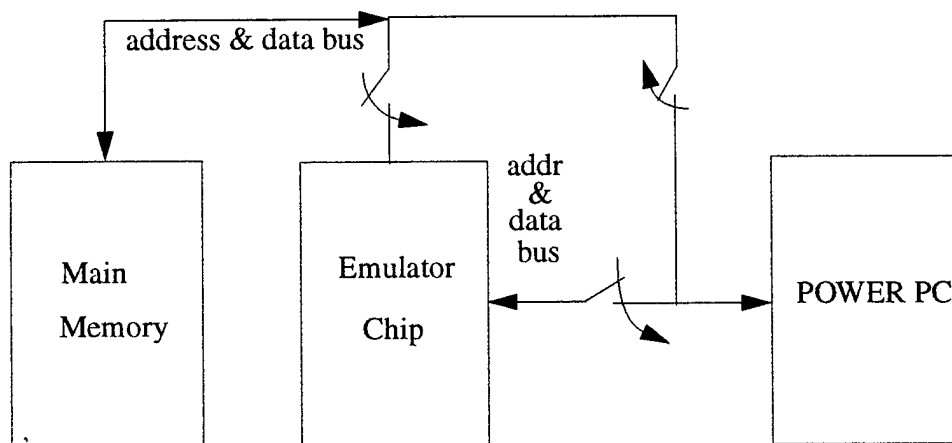 address & data bus
addr
&
data
bus
Main
Memory
Emulator
Chip
POWER PC